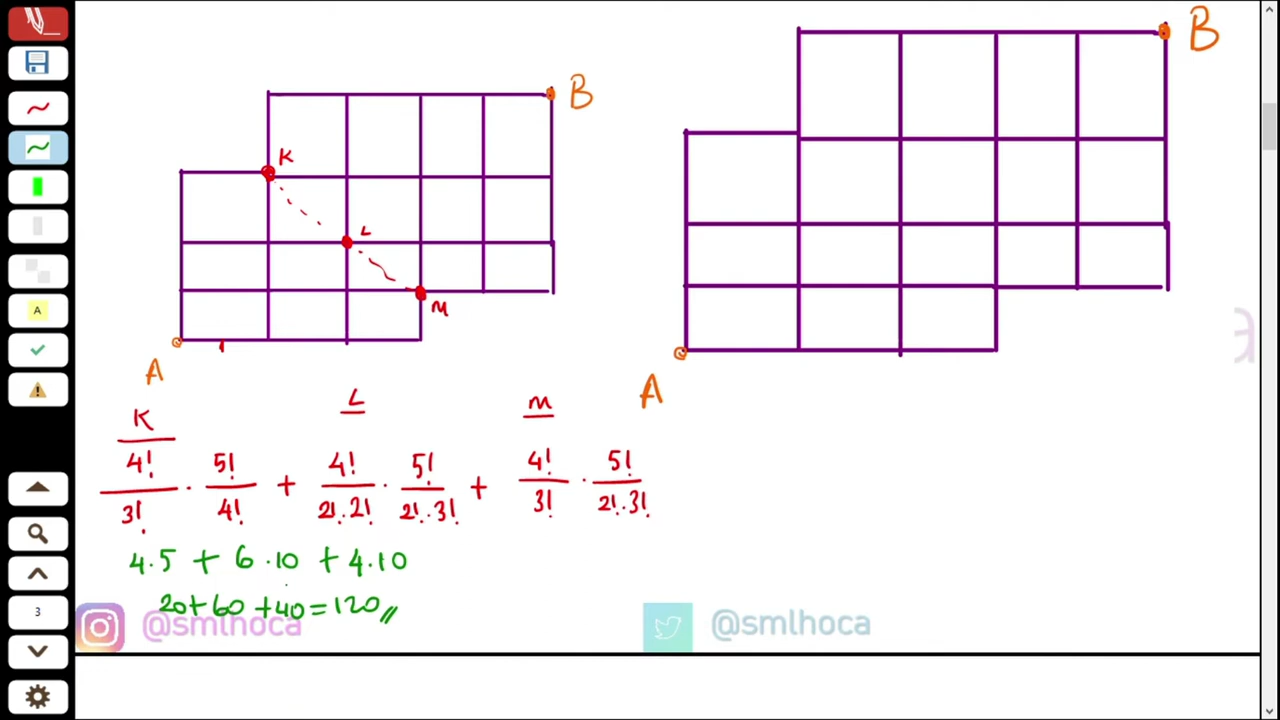 B
B
K
L
M
A
A
K L M
4!/3! · 5!/4! + 4!/2!·2! · 5!/2!·3! + 4!/3! · 5!/2!·3!
4·5 + 6·10 + 4·10
20+60+40=120
@smlhoca @smlhoca
A
3